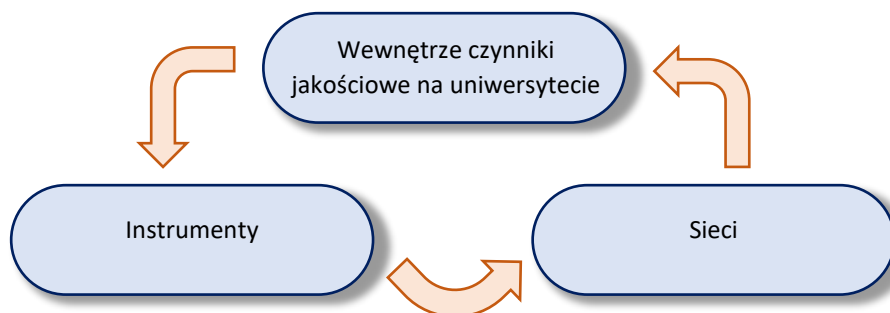 Wewnętrze czynniki
jakościowe na uniwersytecie
Instrumenty
Sieci